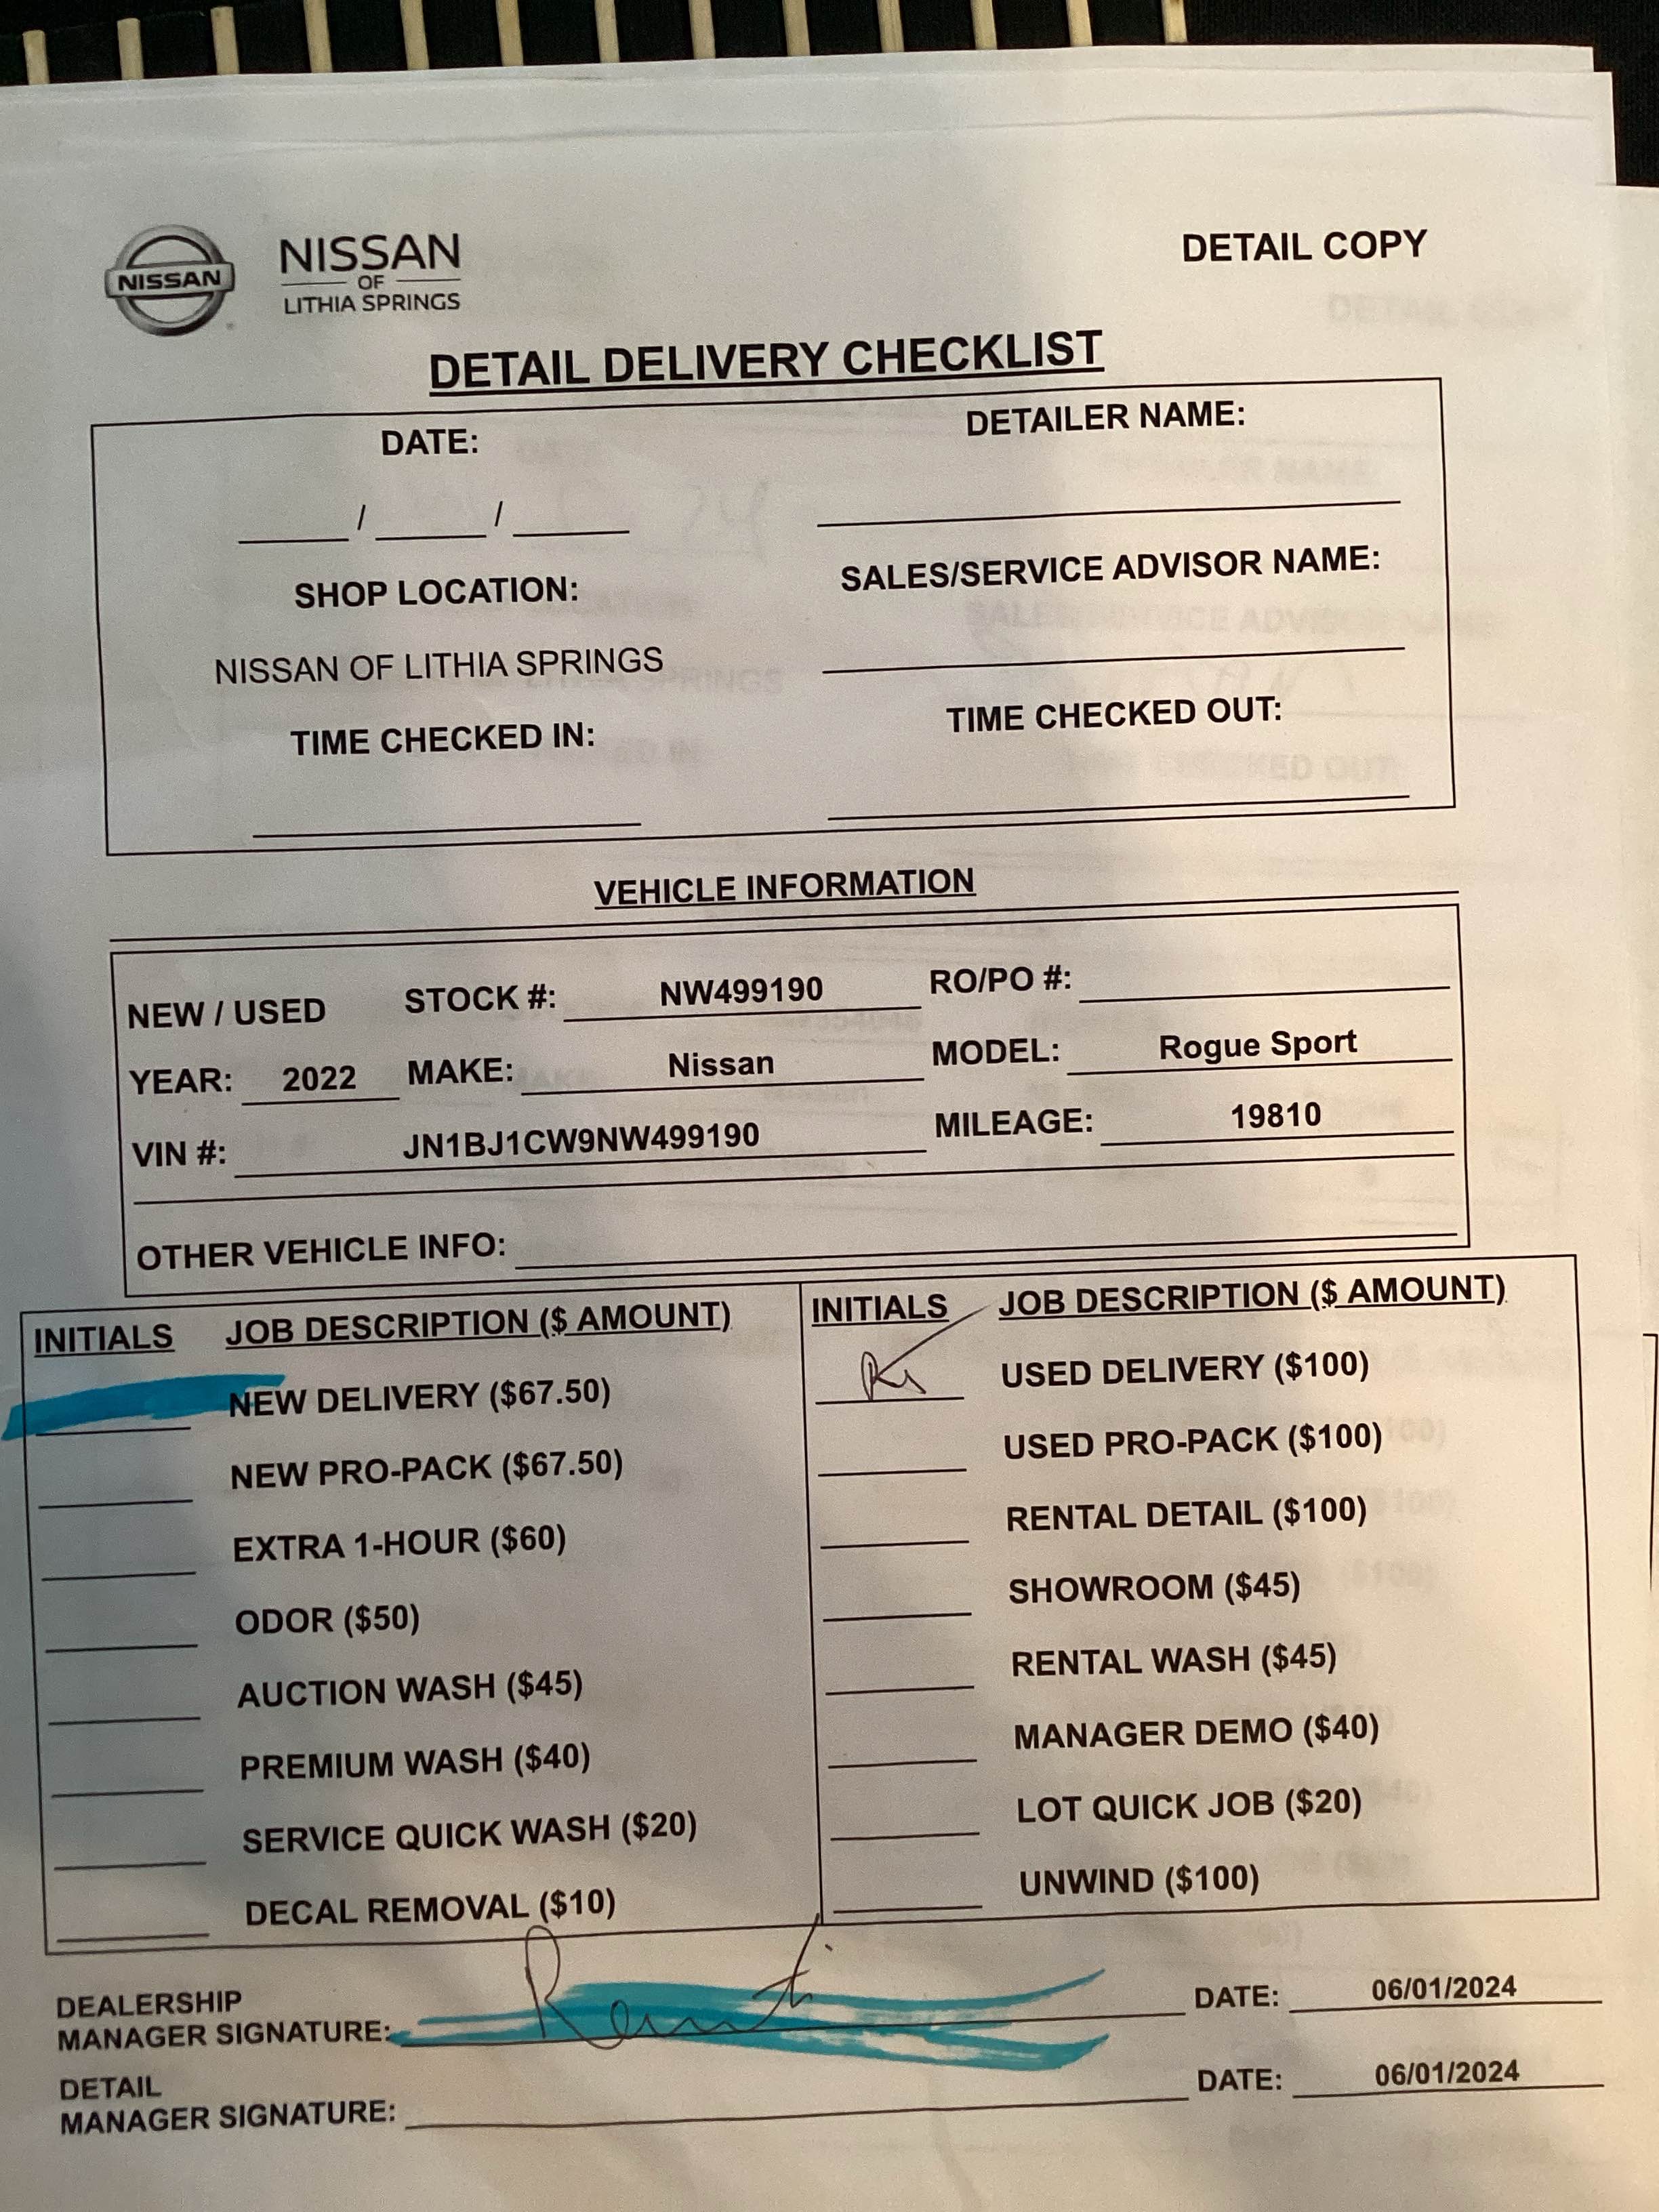 NISSAN
NISSAN
OF
LITHIA SPRINGS
DETAIL COPY
DETAIL DELIVERY CHECKLIST
DATE: DETAILER NAME:
____ / ____ / ____
SHOP LOCATION: SALES/SERVICE ADVISOR NAME:
NISSAN OF LITHIA SPRINGS
TIME CHECKED IN: TIME CHECKED OUT:
VEHICLE INFORMATION
NEW / USED STOCK #: NW499190 RO/PO #:
YEAR: 2022 MAKE: Nissan MODEL: Rogue Sport
VIN #: JN1BJ1CW9NW499190 MILEAGE: 19810
OTHER VEHICLE INFO:
INITIALS JOB DESCRIPTION ($ AMOUNT)
NEW DELIVERY ($67.50)
NEW PRO-PACK ($67.50)
EXTRA 1-HOUR ($60)
ODOR ($50)
AUCTION WASH ($45)
PREMIUM WASH ($40)
SERVICE QUICK WASH ($20)
DECAL REMOVAL ($10)
INITIALS JOB DESCRIPTION ($ AMOUNT)
USED DELIVERY ($100)
USED PRO-PACK ($100)
RENTAL DETAIL ($100)
SHOWROOM ($45)
RENTAL WASH ($45)
MANAGER DEMO ($40)
LOT QUICK JOB ($20)
UNWIND ($100)
DEALERSHIP
MANAGER SIGNATURE: DATE: 06/01/2024
DETAIL
MANAGER SIGNATURE: DATE: 06/01/2024